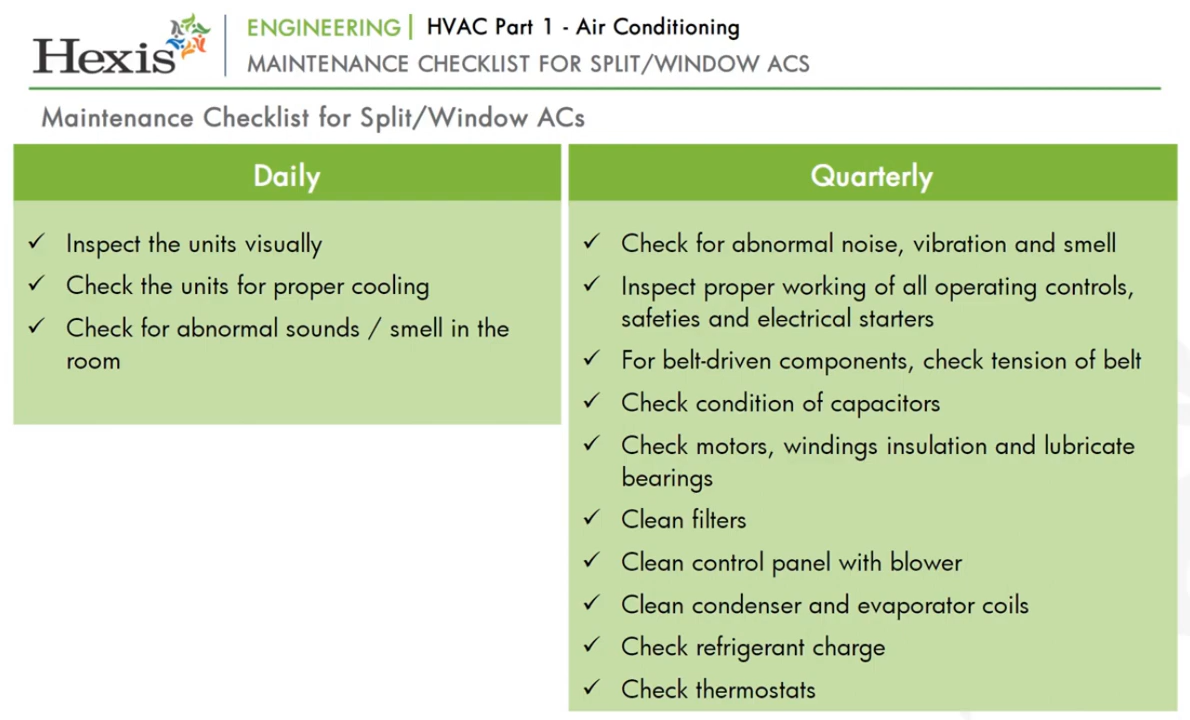 Hexis
ENGINEERING | HVAC Part 1 - Air Conditioning
MAINTENANCE CHECKLIST FOR SPLIT/WINDOW ACS
Maintenance Checklist for Split/Window ACs
Daily
✓ Inspect the units visually
✓ Check the units for proper cooling
✓ Check for abnormal sounds / smell in the
room
Quarterly
✓ Check for abnormal noise, vibration and smell
✓ Inspect proper working of all operating controls,
safeties and electrical starters
✓ For belt-driven components, check tension of belt
✓ Check condition of capacitors
✓ Check motors, windings insulation and lubricate
bearings
✓ Clean filters
✓ Clean control panel with blower
✓ Clean condenser and evaporator coils
✓ Check refrigerant charge
✓ Check thermostats